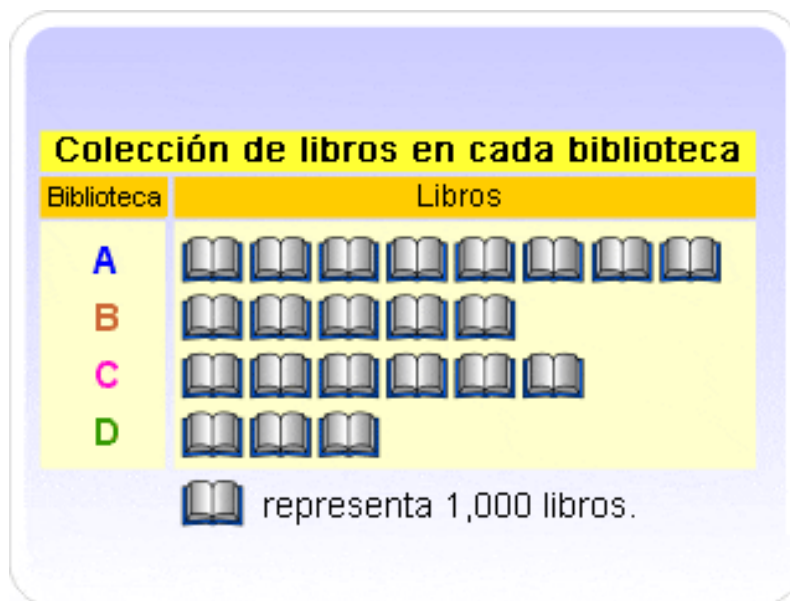 Colección de libros en cada biblioteca
Biblioteca Libros
A
B
C
D
representa 1,000 libros.